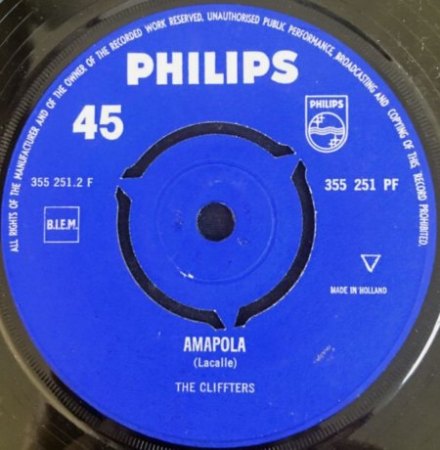 ALL RIGHTS OF THE MANUFACTURER AND OF THE OWNER OF THE RECORDED WORK RESERVED. UNAUTHORISED PUBLIC PERFORMANCE, BROADCASTING AND COPYING OF THIS RECORD PROHIBITED.
PHILIPS
45
PHILIPS
355 251.2 F
355 251 PF
B.I.E.M.
MADE IN HOLLAND
AMAPOLA
(Lacalle)
THE CLIFFTERS